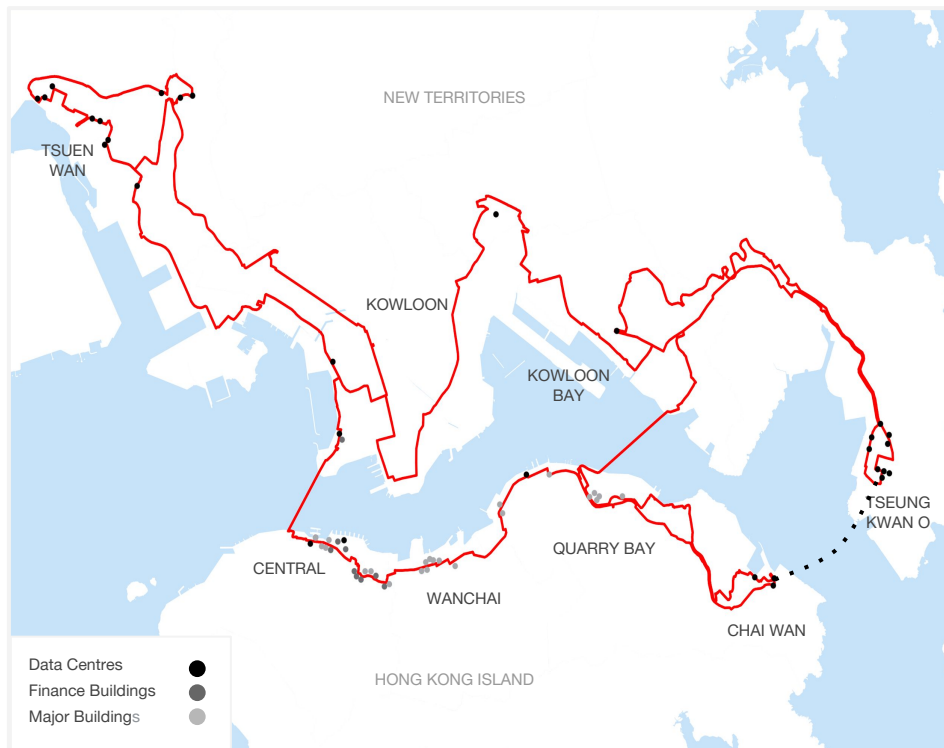 NEW TERRITORIES
TSUEN
WAN
KOWLOON
KOWLOON
BAY
TSEUNG
KWAN O
QUARRY BAY
CENTRAL
WANCHAI
CHAI WAN
HONG KONG ISLAND
Data Centres
Finance Buildings
Major Buildings